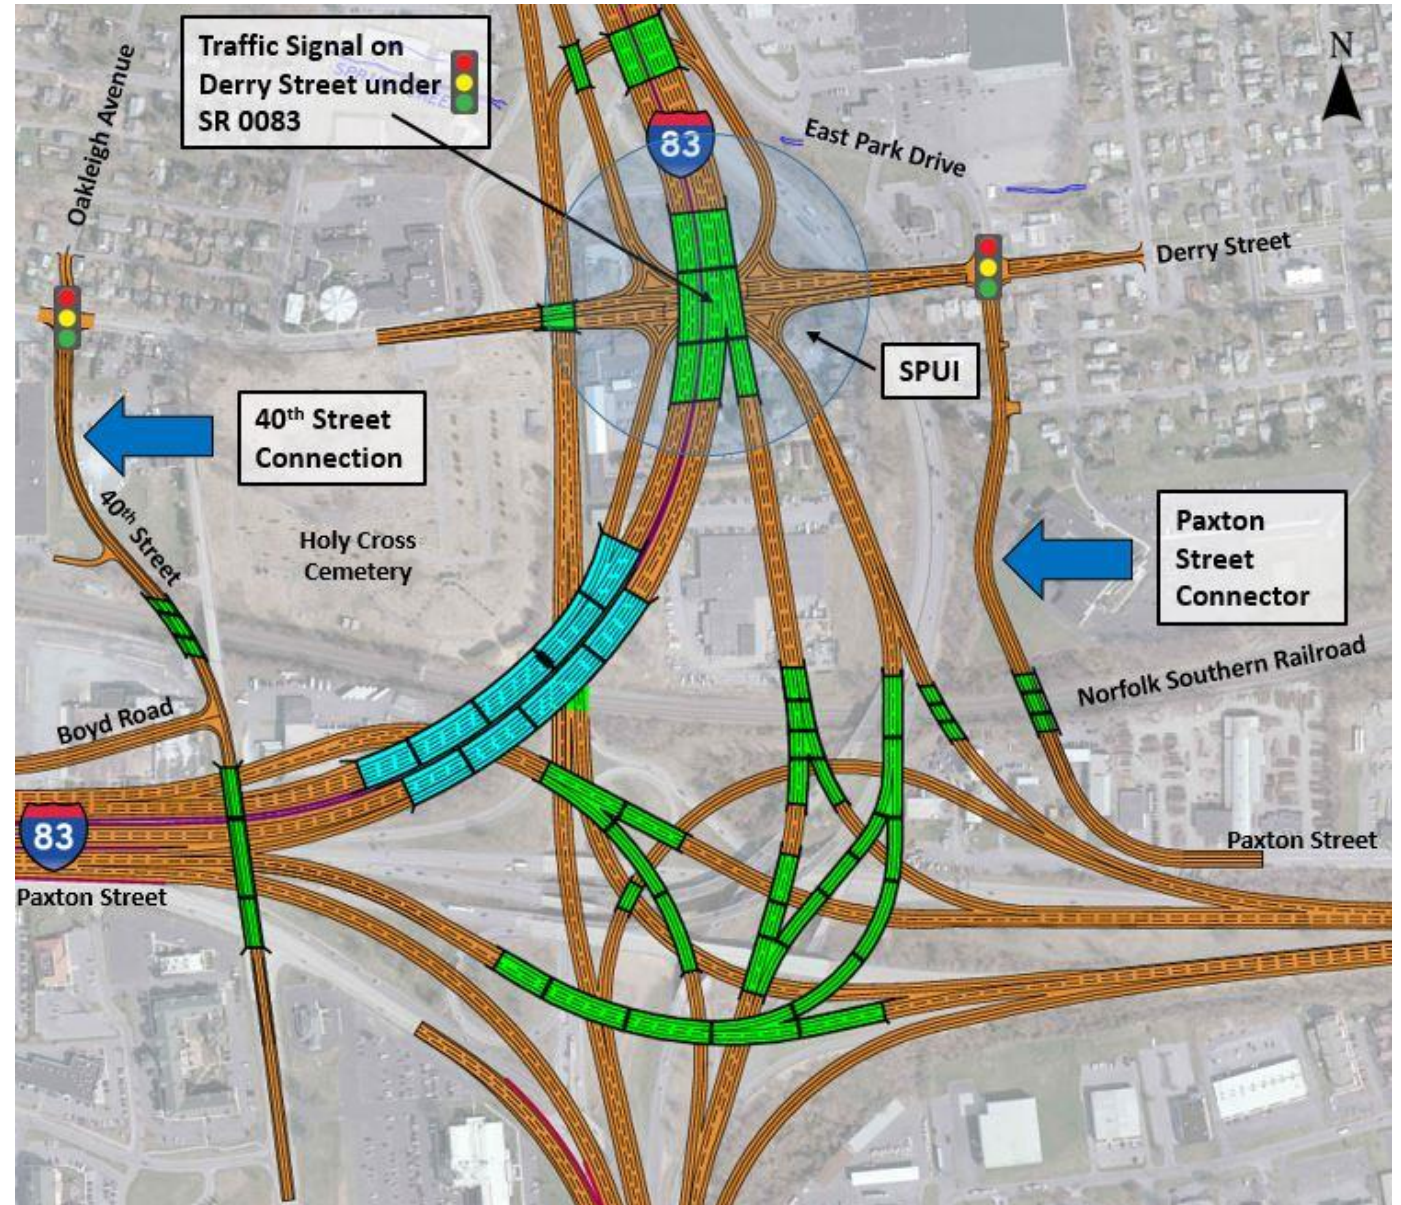 Traffic Signal on
Derry Street under
SR 0083
N
Oakleigh Avenue
83
East Park Drive
Derry Street
SPUI
40th Street
Connection
40th Street
Holy Cross
Cemetery
Paxton
Street
Connector
Norfolk Southern Railroad
Boyd Road
83
Paxton Street
Paxton Street